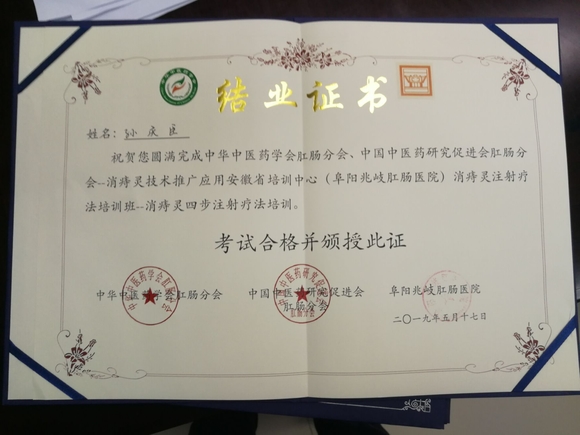 结业证书
姓名：孙庆民
祝贺您圆满完成中华中医药学会肛肠分会、中国中医药研究促进会肛肠分
会--消痔灵技术推广应用安徽省培训中心（阜阳兆岐肛肠医院）消痔灵注射疗
法培训班--消痔灵四步注射疗法培训。
考试合格并颁授此证
中华中医药学会肛肠分会
中国中医药研究促进会
肛肠分会
阜阳兆岐肛肠医院
二〇一九年五月十七日